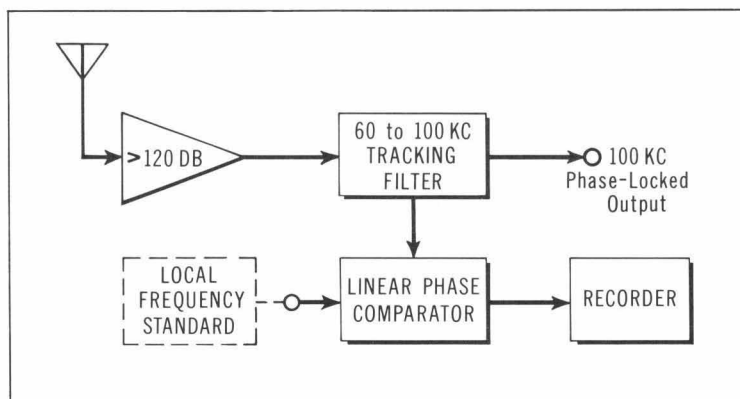 > 120 DB
60 to 100 KC
TRACKING
FILTER
100 KC
Phase-Locked
Output
LOCAL
FREQUENCY
STANDARD
LINEAR PHASE
COMPARATOR
RECORDER